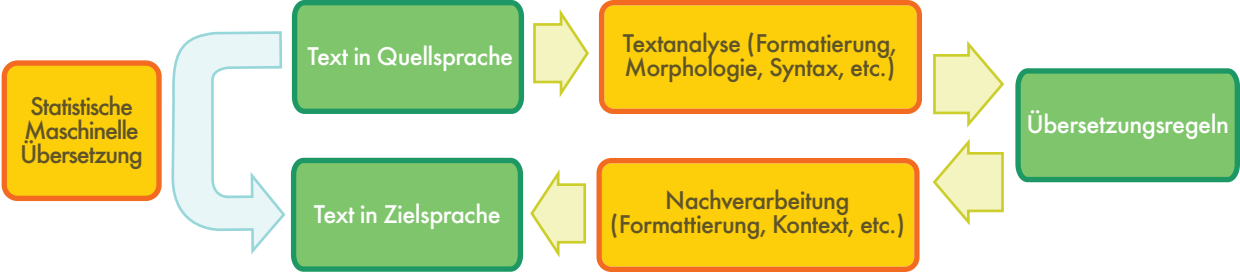 Statistische
Maschinelle
Übersetzung
Text in Quellsprache
Textanalyse (Formatierung,
Morphologie, Syntax, etc.)
Übersetzungsregeln
Nachverarbeitung
(Formattierung, Kontext, etc.)
Text in Zielsprache